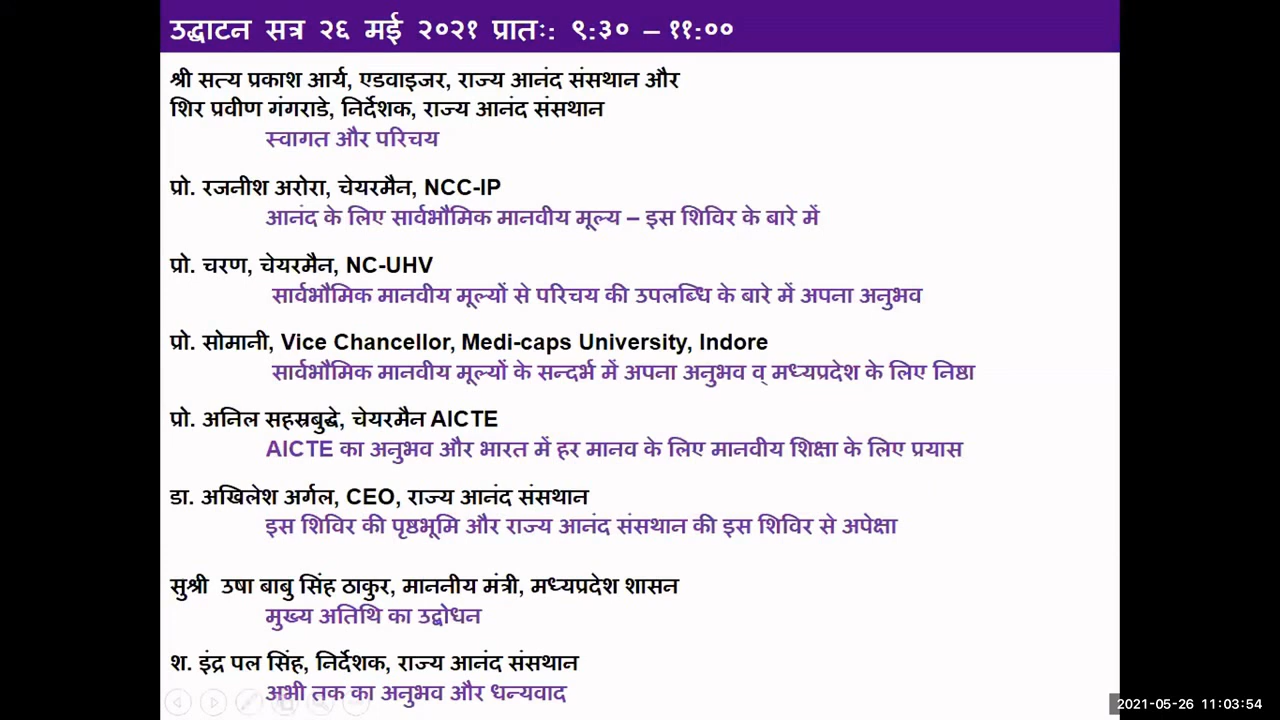 उद्घाटन सत्र २६ मई २०२१ प्रातः: ९:३० – ११:००
श्री सत्य प्रकाश आर्य, एडवाइजर, राज्य आनंद संसथान और
शिर प्रवीण गंगराडे, निर्देशक, राज्य आनंद संसथान
स्वागत और परिचय
प्रो. रजनीश अरोरा, चेयरमैन, NCC-IP
आनंद के लिए सार्वभौमिक मानवीय मूल्य – इस शिविर के बारे में
प्रो. चरण, चेयरमैन, NC-UHV
सार्वभौमिक मानवीय मूल्यों से परिचय की उपलब्धि के बारे में अपना अनुभव
प्रो. सोमानी, Vice Chancellor, Medi-caps University, Indore
सार्वभौमिक मानवीय मूल्यों के सन्दर्भ में अपना अनुभव व् मध्यप्रदेश के लिए निष्ठा
प्रो. अनिल सहस्रबुद्धे, चेयरमैन AICTE
AICTE का अनुभव और भारत में हर मानव के लिए मानवीय शिक्षा के लिए प्रयास
डा. अखिलेश अर्गल, CEO, राज्य आनंद संसथान
इस शिविर की पृष्ठभूमि और राज्य आनंद संसथान की इस शिविर से अपेक्षा
सुश्री उषा बाबु सिंह ठाकुर, माननीय मंत्री, मध्यप्रदेश शासन
मुख्य अतिथि का उद्बोधन
श. इंद्र पल सिंह, निर्देशक, राज्य आनंद संसथान
अभी तक का अनुभव और धन्यवाद
2021-05-26 11:03:54